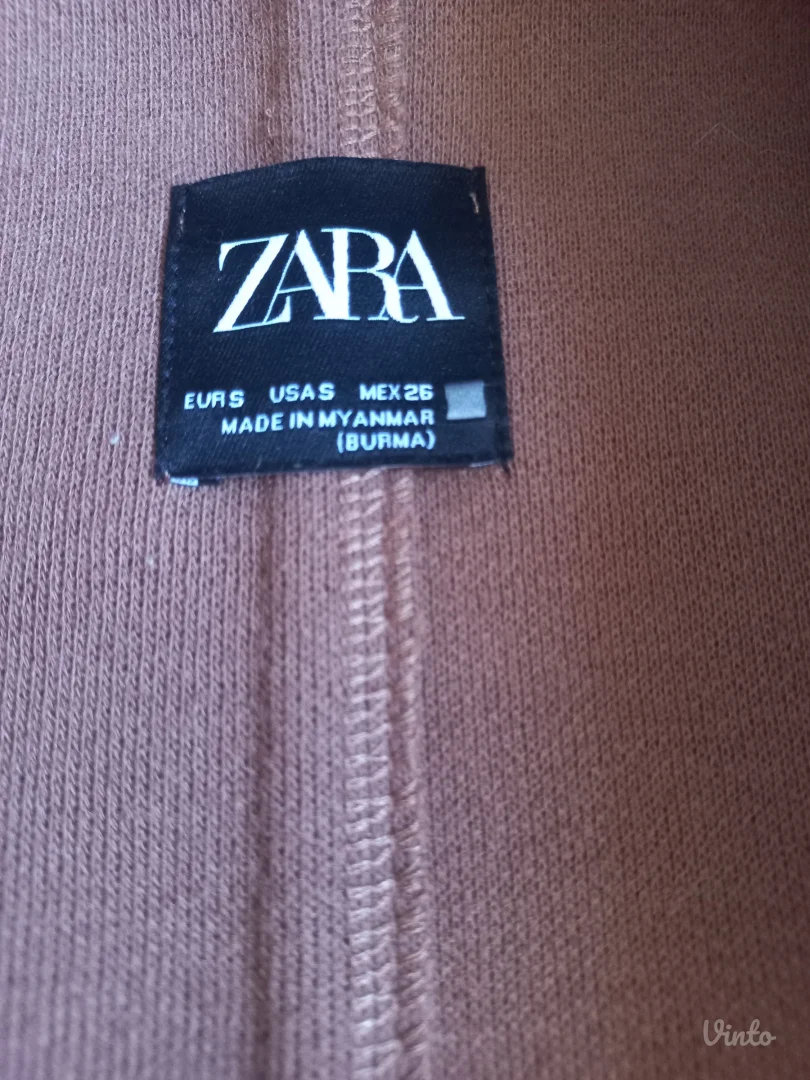 ZARA
EUR S USA S MEX 26
MADE IN MYANMAR
(BURMA)
Vinto